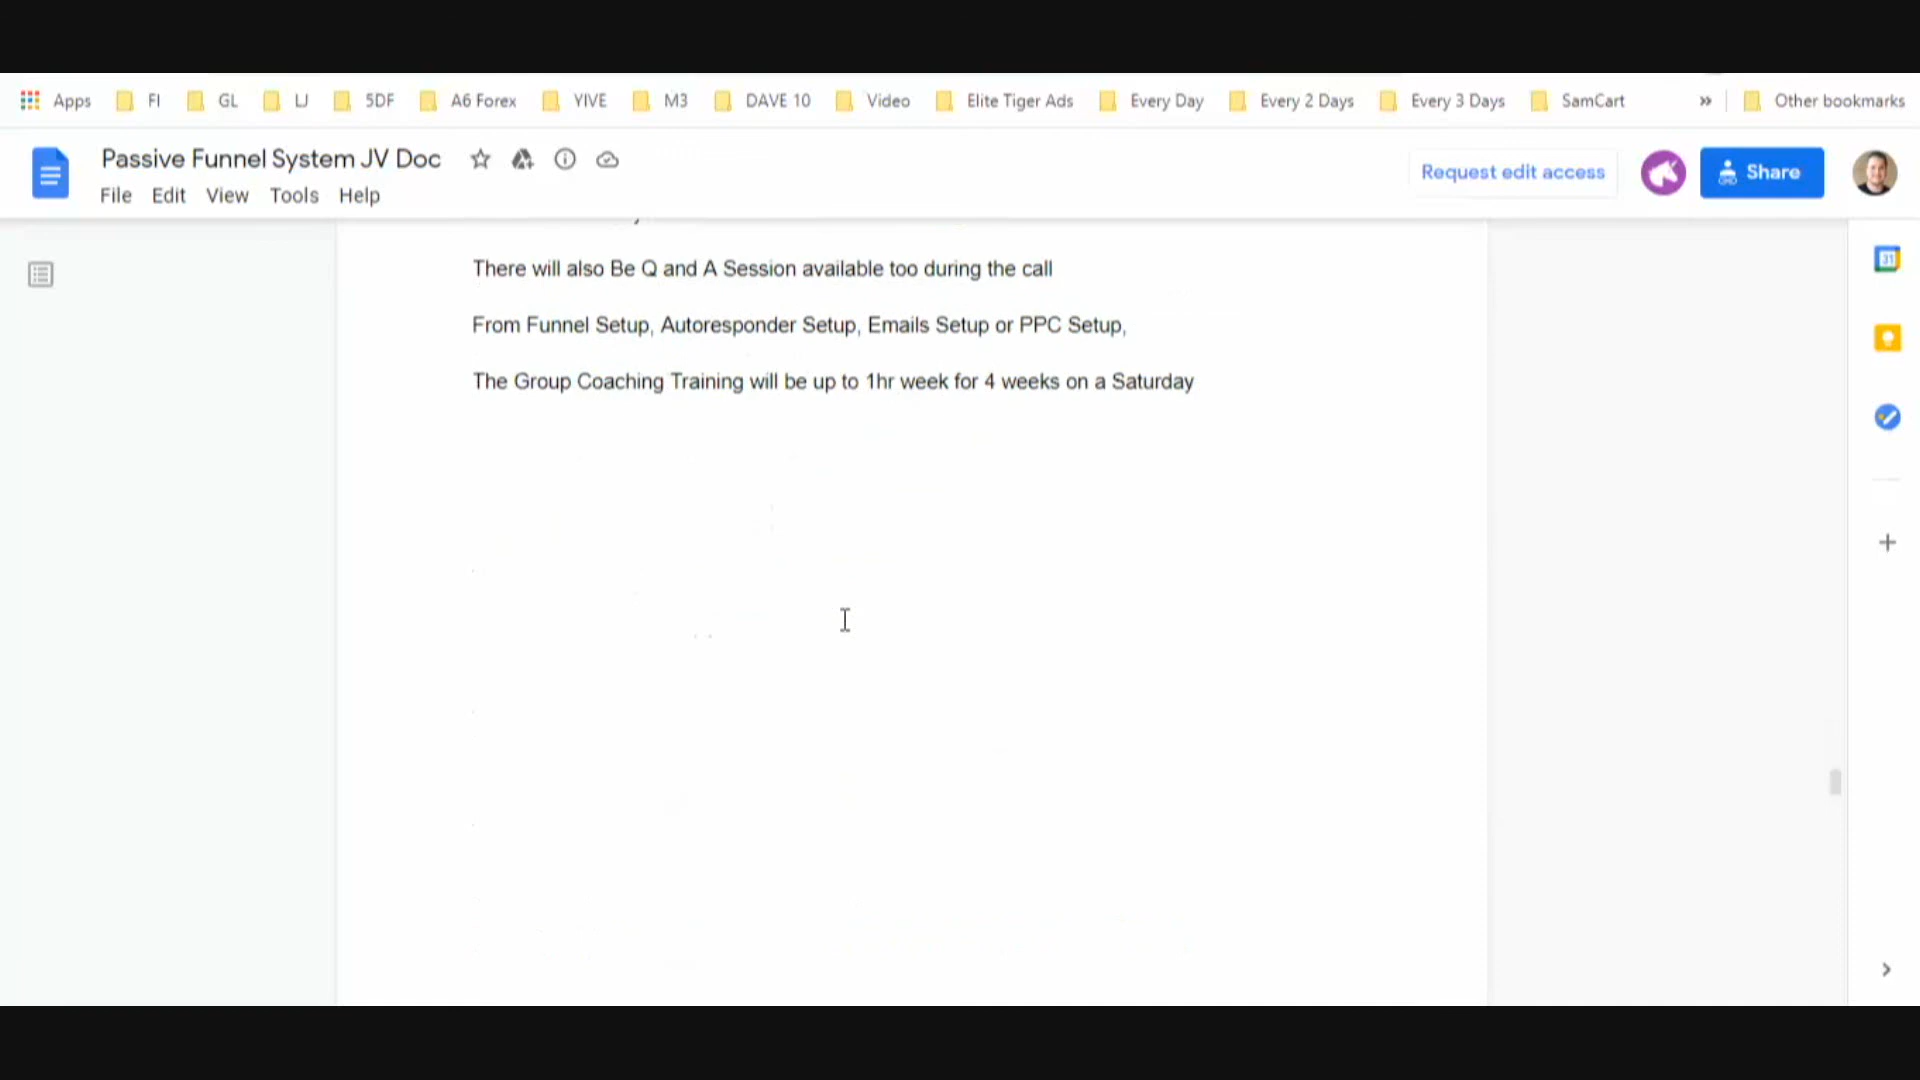 Apps FI GL LJ 5DF A6 Forex YIVE M3 DAVE 10 Video Elite Tiger Ads Every Day Every 2 Days Every 3 Days SamCart » Other bookmarks
Passive Funnel System JV Doc
Request edit access
Share
File Edit View Tools Help
There will also Be Q and A Session available too during the call
31
From Funnel Setup, Autoresponder Setup, Emails Setup or PPC Setup,
The Group Coaching Training will be up to 1hr week for 4 weeks on a Saturday